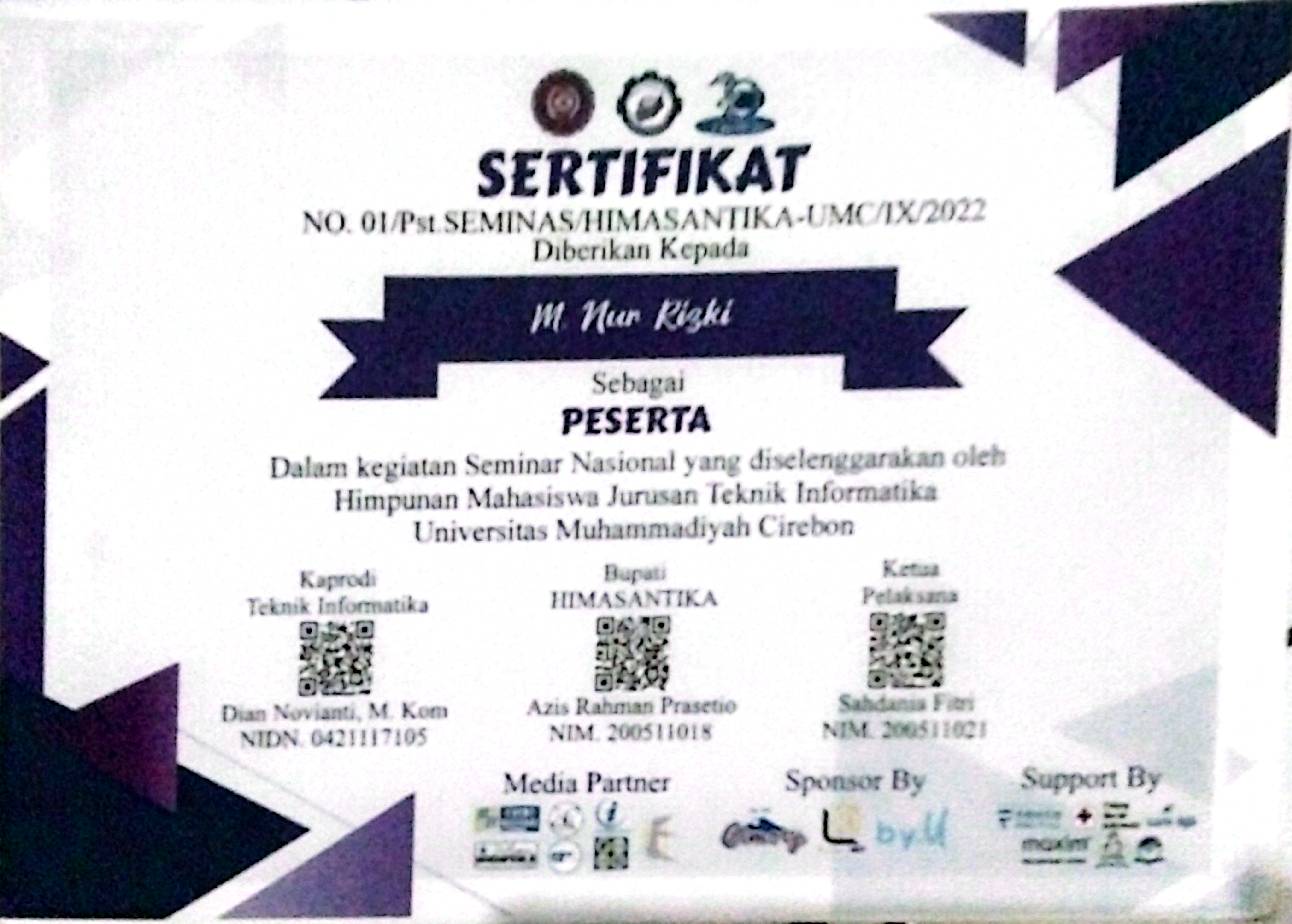 SERTIFIKAT
NO. 01/Pst.SEMINAS/HIMASANTIKA-UMC/IX/2022
Diberikan Kepada
M. Nur Rizki
Sebagai
PESERTA
Dalam kegiatan Seminar Nasional yang diselenggarakan oleh
Himpunan Mahasiswa Jurusan Teknik Informatika
Universitas Muhammadiyah Cirebon
Kaprodi
Teknik Informatika
Dian Novianti, M. Kom
NIDN. 0421117105
Bupati
HIMASANTIKA
Azis Rahman Prasetio
NIM. 200511018
Ketua
Pelaksana
Sahdania Fitri
NIM. 200511021
Media Partner
Sponsor By
by.U
Support By
maxim